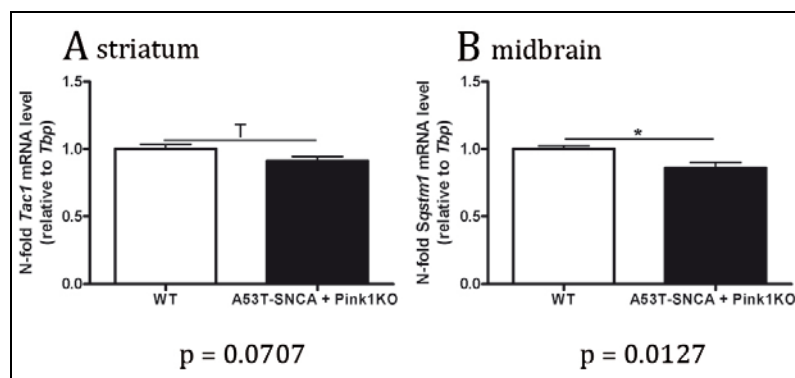 A striatum
N-fold Tac1 mRNA level
(relative to Tbp)
1.5
1.0
0.5
0.0
T
WT
A53T-SNCA + Pink1KO
p = 0.0707
B midbrain
N-fold Sqstm1 mRNA level
(relative to Tbp)
1.5
1.0
0.5
0.0
*
WT
A53T-SNCA + Pink1KO
p = 0.0127